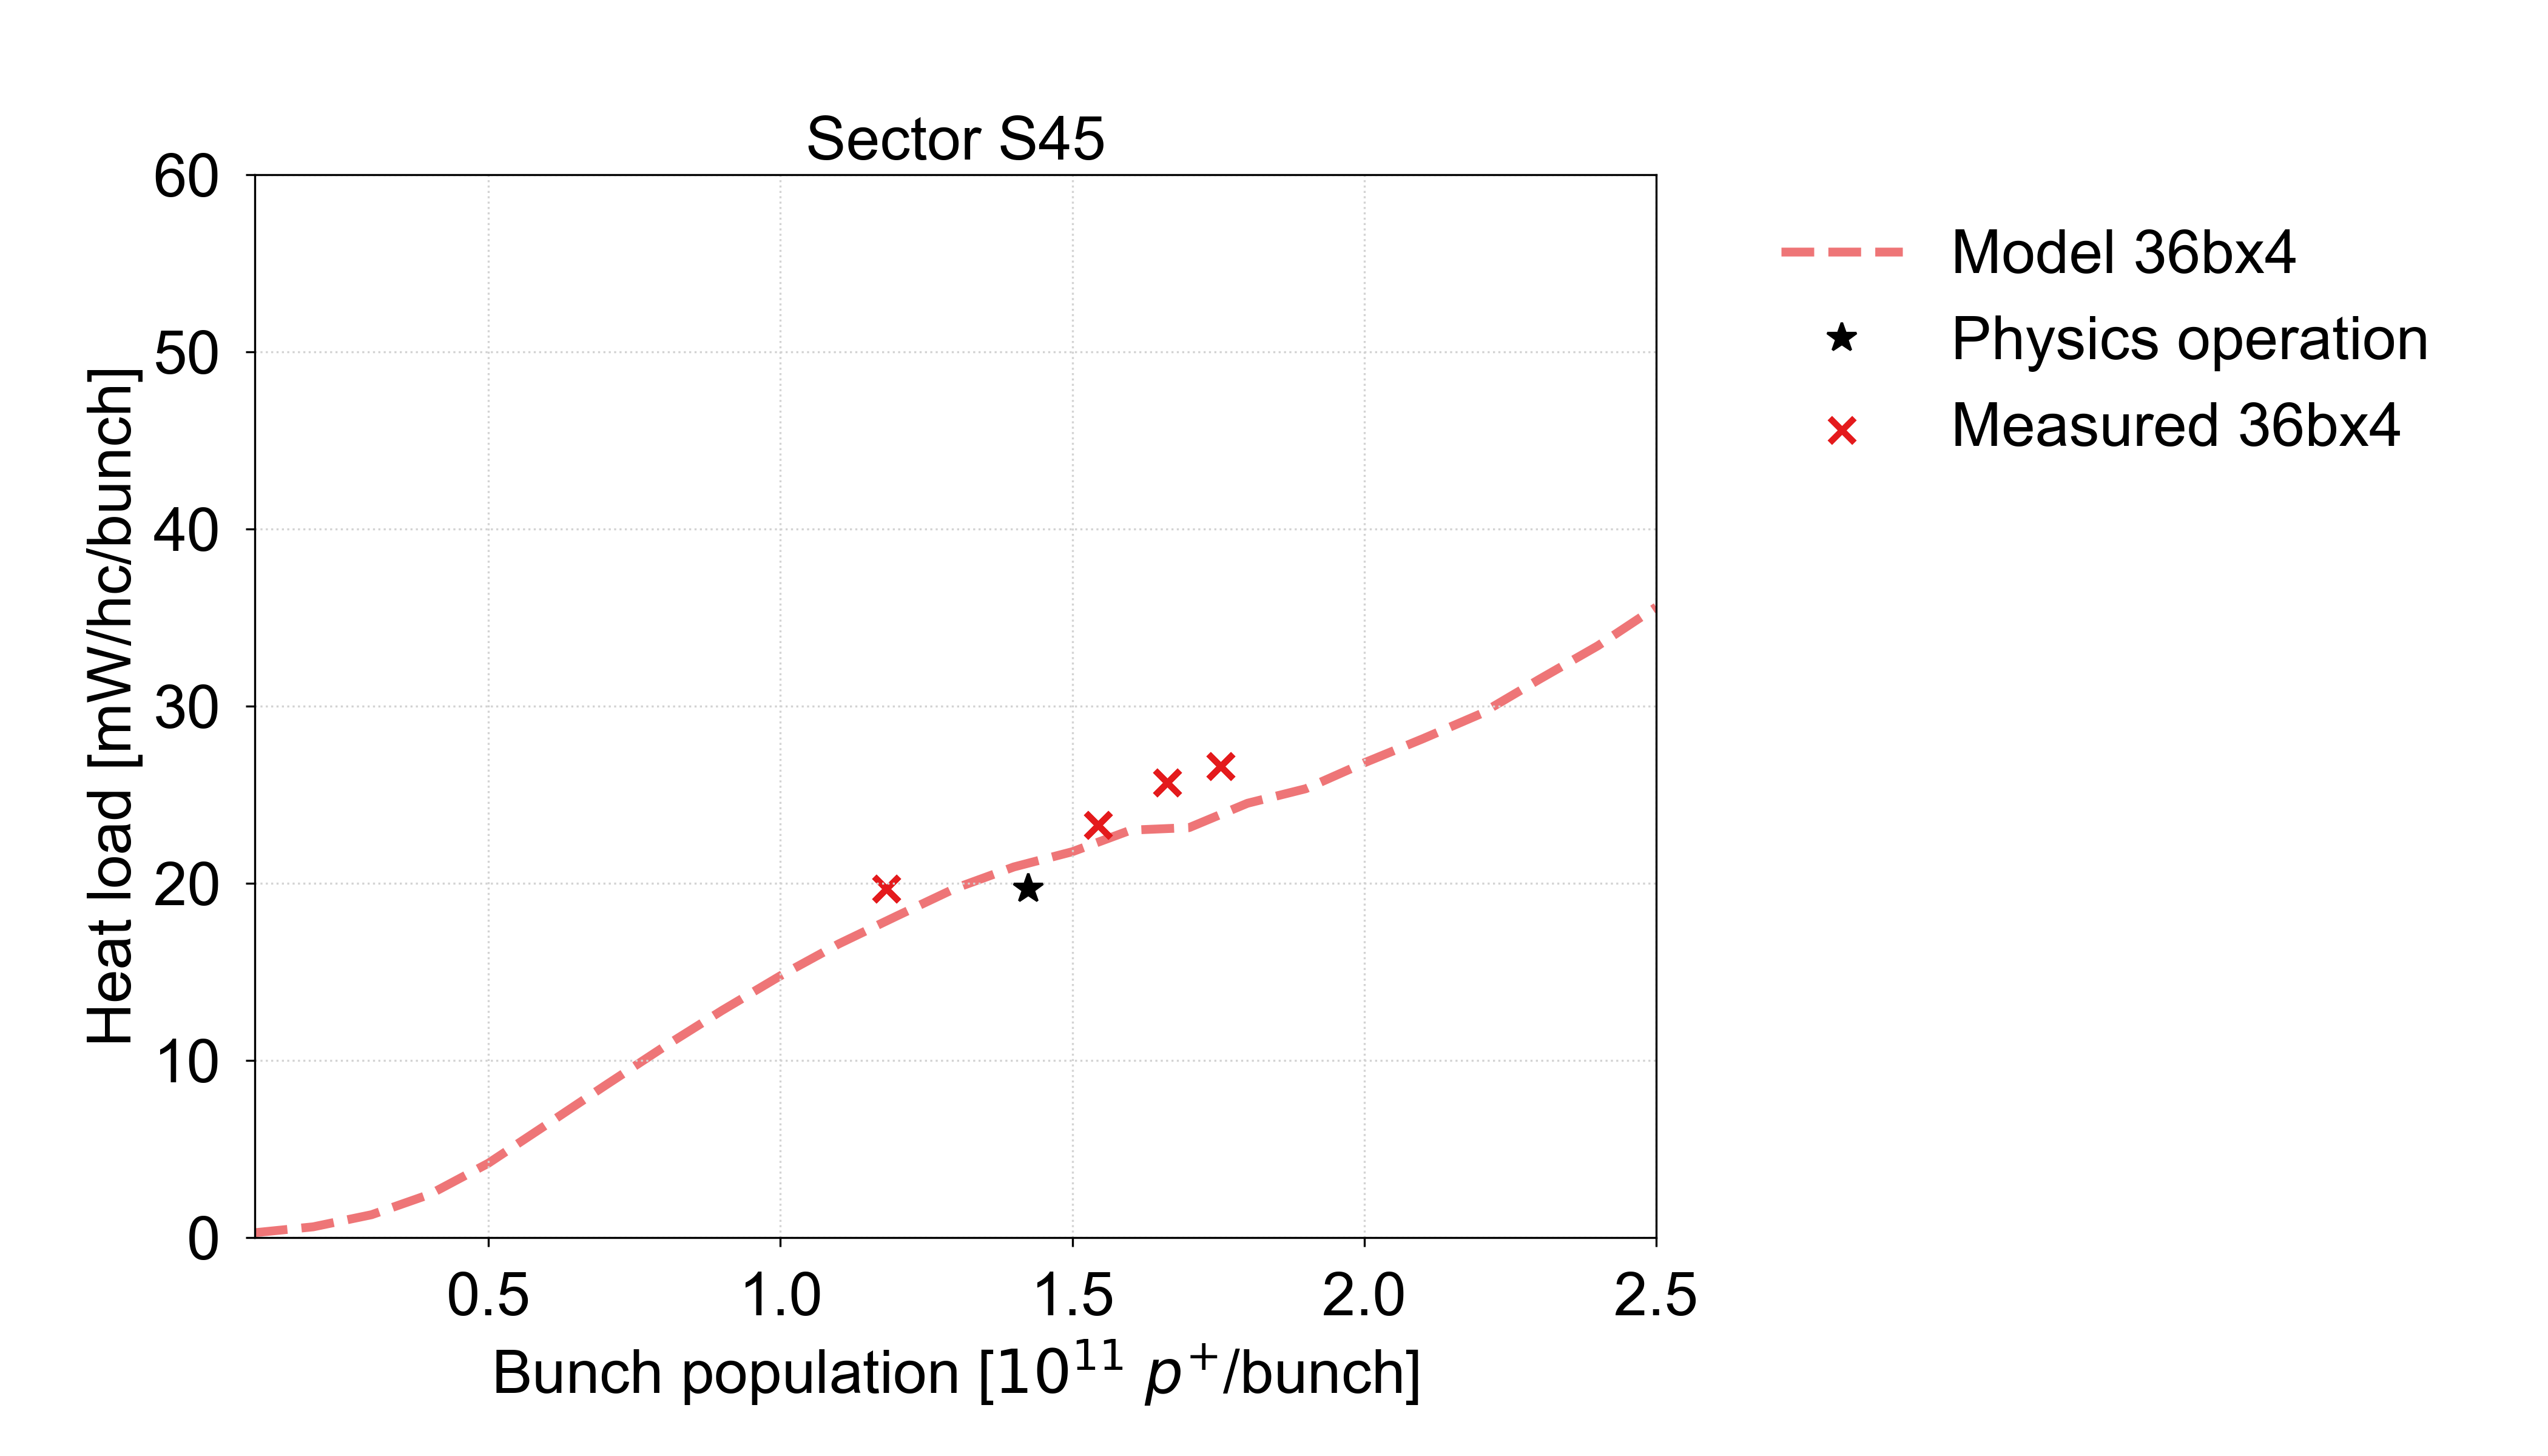 Sector S45
60
50
40
30
20
10
0
Heat load [mW/hc/bunch]
0.5 1.0 1.5 2.0 2.5
Bunch population [10¹¹ p⁺/bunch]
Model 36bx4
Physics operation
Measured 36bx4